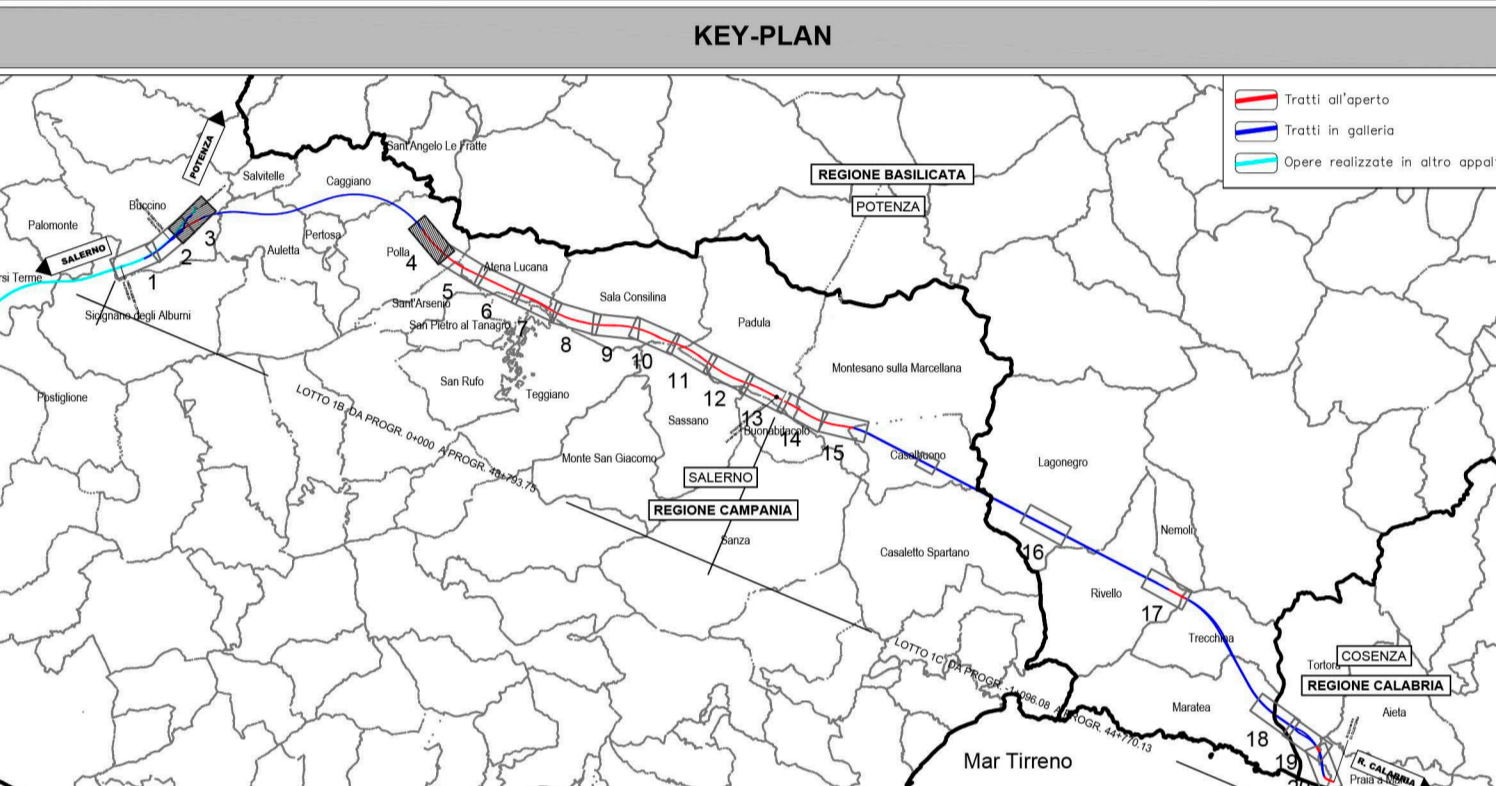 KEY-PLAN
Tratti all'aperto
Tratti in galleria
Opere realizzate in altro appal
POTENZA
Sant'Angelo Le Fratte
Salvitelle
Caggiano
REGIONE BASILICATA
POTENZA
Buccino
Palomonte
SALERNO
rsi Terme
1
2
3
Auletta
Pertosa
Polla
4
Atena Lucana
Sicignano degli Alburni
Sant'Arsenio
5
6
7
San Pietro al Tanagro
Sala Consilina
8
9
10
11
12
13
14
15
Padula
Montesano sulla Marcellana
Postiglione
San Rufo
Teggiano
Sassano
Buonabitacolo
Monte San Giacomo
LOTTO 1B DA PROGR. 0+000 A PROGR. 48+793.75
SALERNO
REGIONE CAMPANIA
Sanza
Casalbuono
Lagonegro
Casaletto Spartano
16
Nemoli
Rivello
17
Trecchina
LOTTO 1C DA PROGR. -1+096.08 A PROGR. 44+770.13
Tortora
COSENZA
REGIONE CALABRIA
Aieta
Maratea
18
19
Mar Tirreno
R. CALABRIA
Praia a Mare